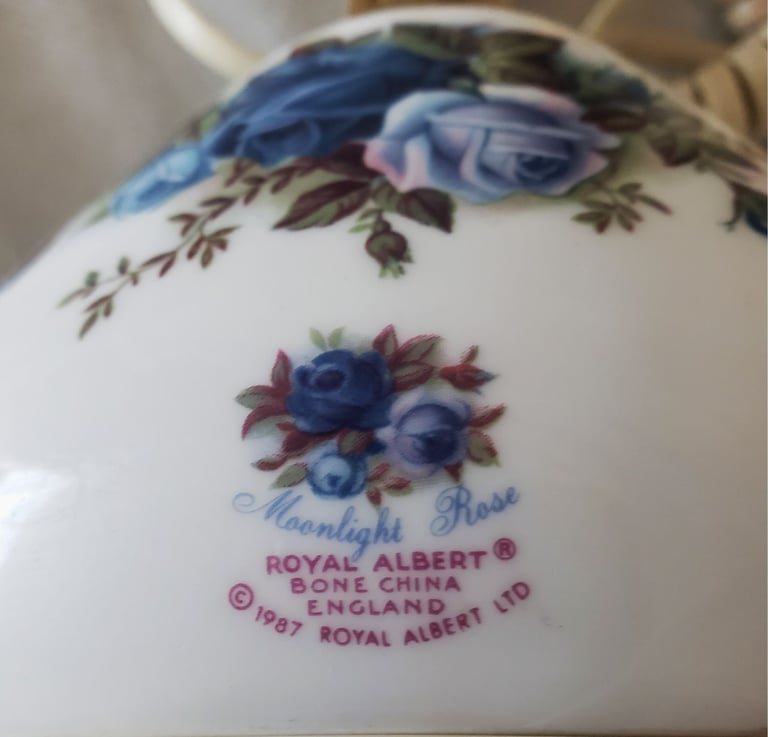 Moonlight Rose
ROYAL ALBERT®
BONE CHINA
ENGLAND
© 1987 ROYAL ALBERT LTD